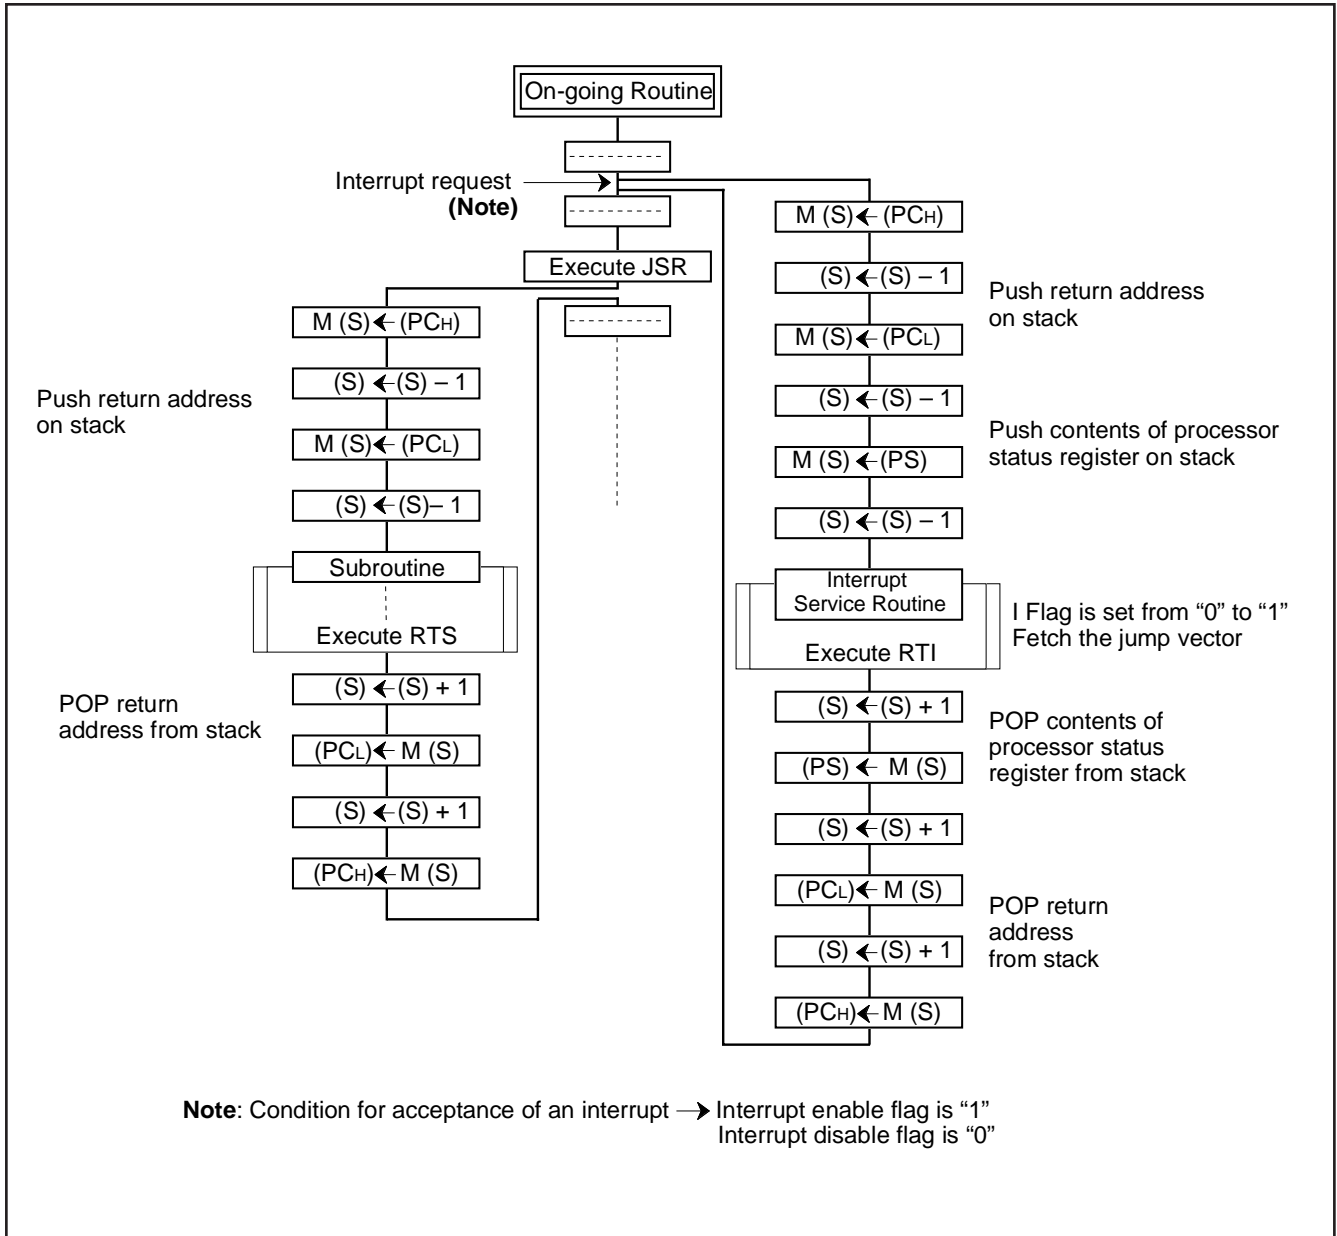 On-going Routine
Interrupt request
(Note)
Execute JSR
M (S) ← (PCH)
(S) ← (S) – 1
M (S) ← (PCL)
(S) ← (S)– 1
Push return address
on stack
Subroutine
Execute RTS
(S) ← (S) + 1
(PCL) ← M (S)
(S) ← (S) + 1
(PCH) ← M (S)
POP return
address from stack
M (S) ← (PCH)
(S) ← (S) – 1
M (S) ← (PCL)
(S) ← (S) – 1
M (S) ← (PS)
(S) ← (S) – 1
Push return address
on stack
Push contents of processor
status register on stack
Interrupt
Service Routine
Execute RTI
I Flag is set from “0” to “1”
Fetch the jump vector
(S) ← (S) + 1
(PS) ← M (S)
(S) ← (S) + 1
(PCL) ← M (S)
(S) ← (S) + 1
(PCH) ← M (S)
POP contents of
processor status
register from stack
POP return
address
from stack
Note: Condition for acceptance of an interrupt → Interrupt enable flag is “1”
Interrupt disable flag is “0”